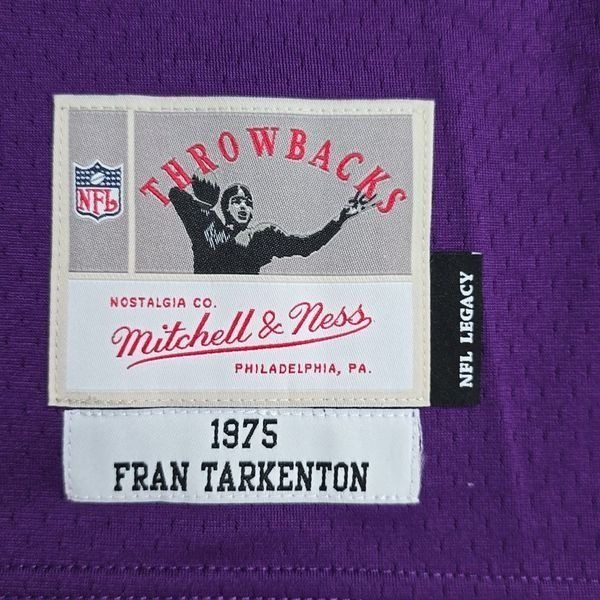 THROWBACKS
NFL
NOSTALGIA CO.
Mitchell & Ness
PHILADELPHIA, PA.
NFL LEGACY
1975
FRAN TARKENTON